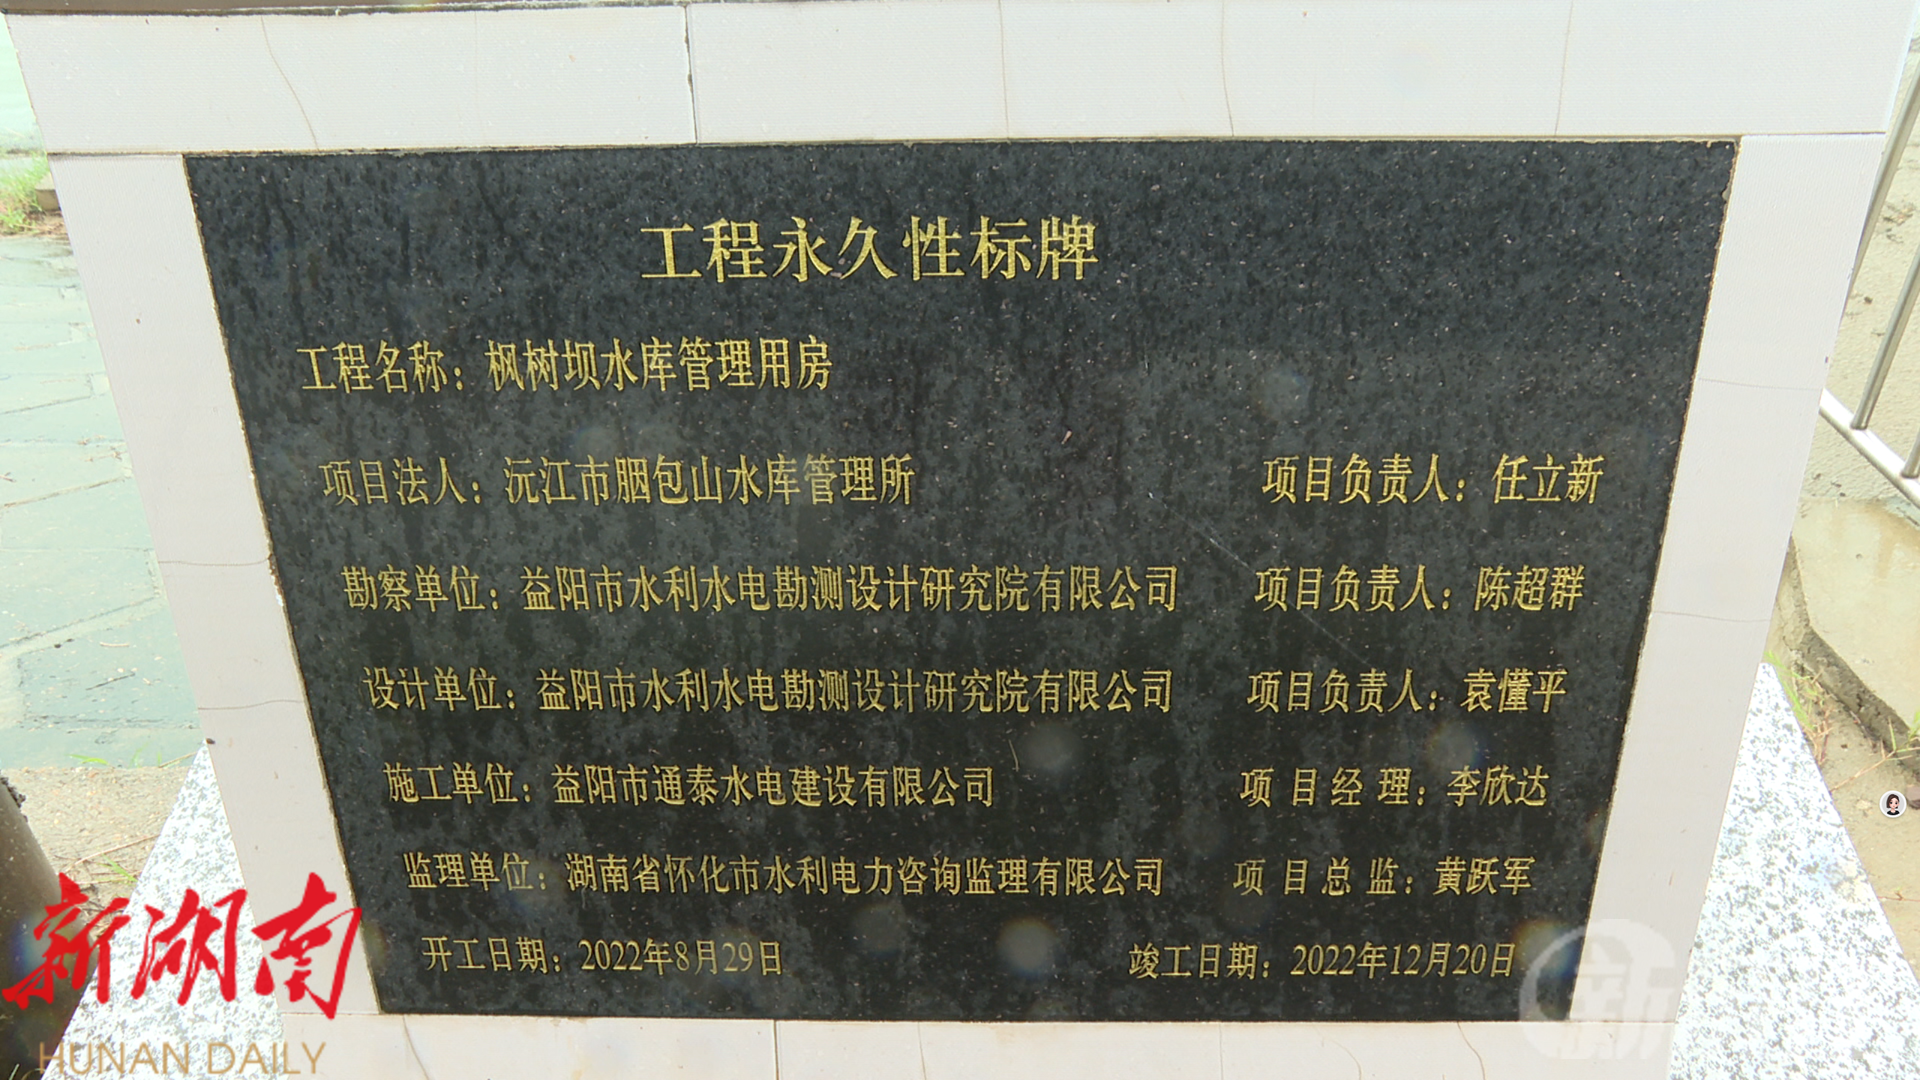 工程永久性标牌
工程名称：枫树坝水库管理用房
项目法人：沅江市胭包山水库管理所 项目负责人：任立新
勘察单位：益阳市水利水电勘测设计研究院有限公司 项目负责人：陈超群
设计单位：益阳市水利水电勘测设计研究院有限公司 项目负责人：袁懂平
施工单位：益阳市通泰水电建设有限公司 项目经理：李欣达
监理单位：湖南省怀化市水利电力咨询监理有限公司 项目总监：黄跃军
开工日期：2022年8月29日 竣工日期：2022年12月20日
新湖南
HUNAN DAILY
新